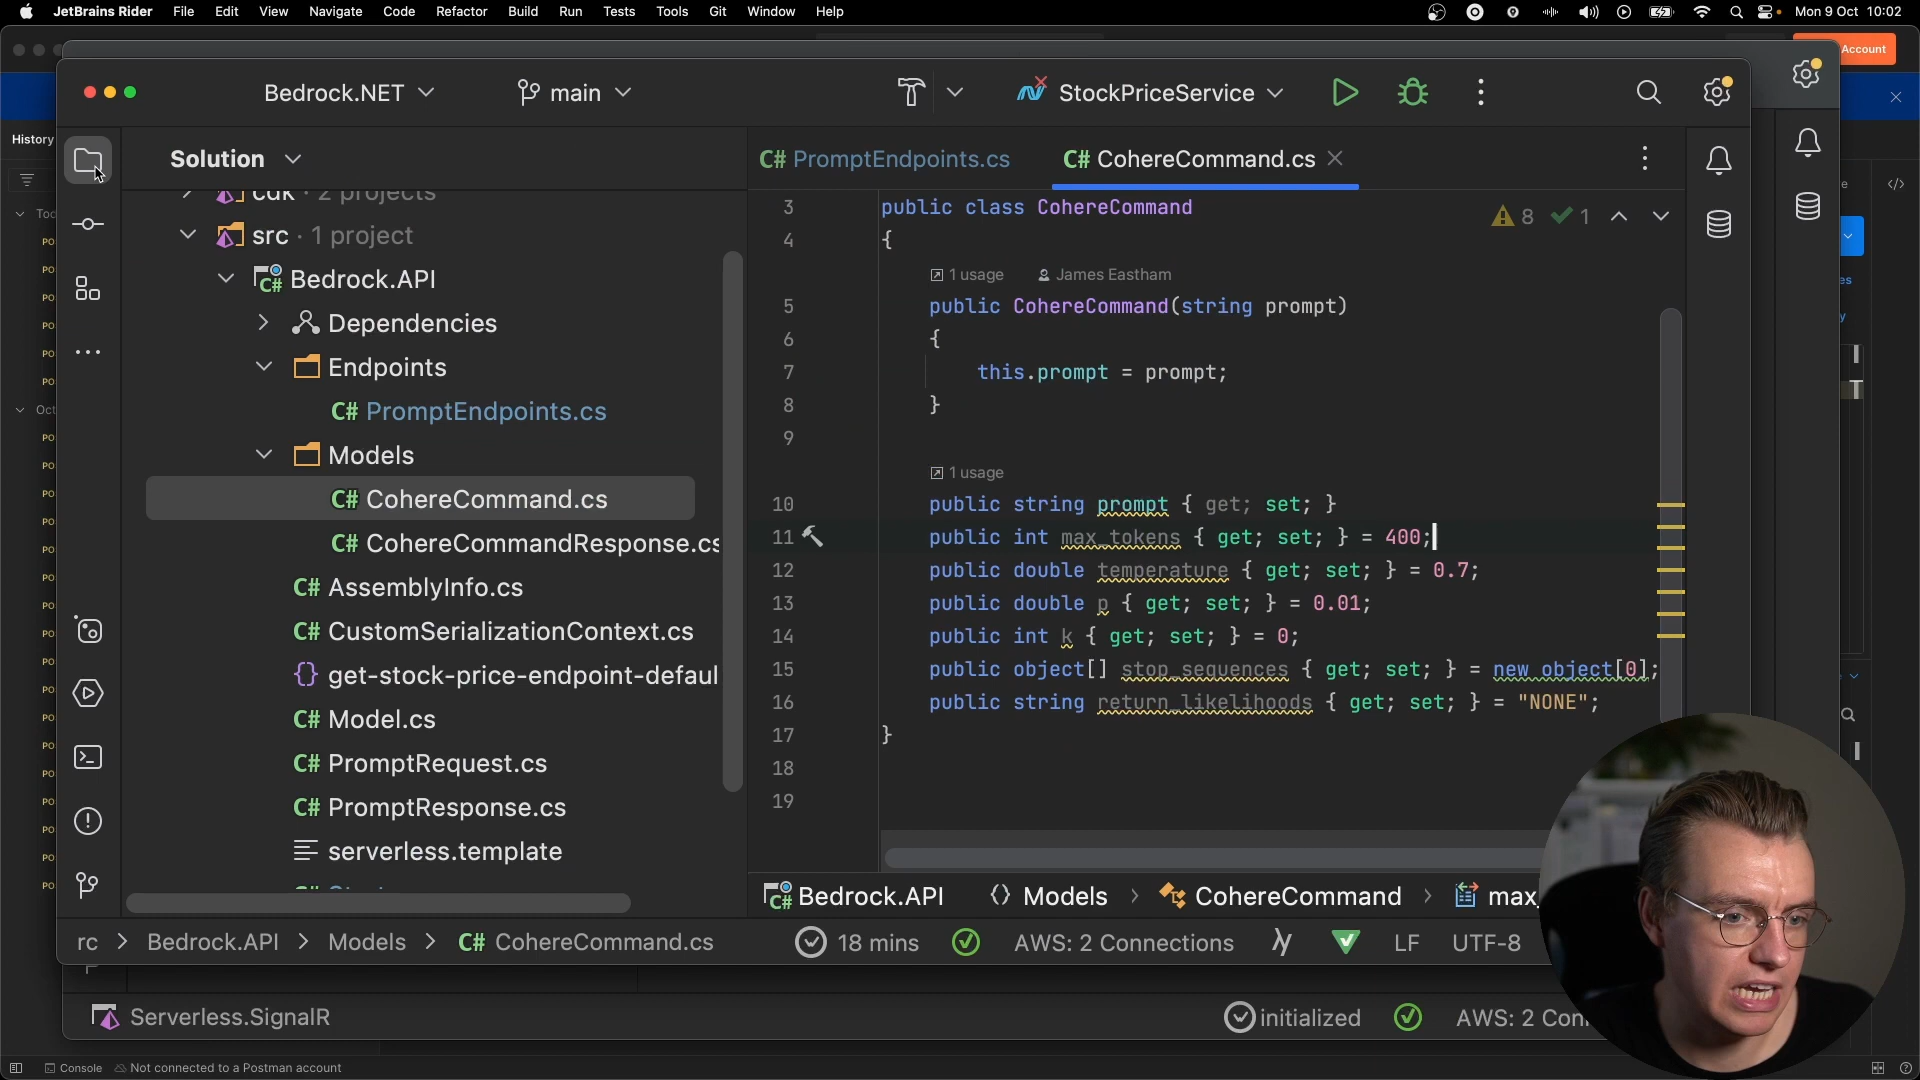 JetBrains Rider File Edit View Navigate Code Refactor Build Run Tests Tools Git Window Help Mon 9 Oct 10:02
Account
Bedrock.NET main StockPriceService
History
Solution
C# PromptEndpoints.cs C# CohereCommand.cs
cdk · 2 projects
src · 1 project
Bedrock.API
Dependencies
Endpoints
C# PromptEndpoints.cs
Models
C# CohereCommand.cs
C# CohereCommandResponse.cs
C# AssemblyInfo.cs
C# CustomSerializationContext.cs
{} get-stock-price-endpoint-defaul
C# Model.cs
C# PromptRequest.cs
C# PromptResponse.cs
serverless.template
8 1
3 public class CohereCommand
4 {
1 usage James Eastham
5 public CohereCommand(string prompt)
6 {
7 this.prompt = prompt;
8 }
9
1 usage
10 public string prompt { get; set; }
11 public int max_tokens { get; set; } = 400;
12 public double temperature { get; set; } = 0.7;
13 public double p { get; set; } = 0.01;
14 public int k { get; set; } = 0;
15 public object[] stop_sequences { get; set; } = new object[0];
16 public string return_likelihoods { get; set; } = "NONE";
17 }
18
19
C# Bedrock.API {} Models > CohereCommand > max_
rc > Bedrock.API > Models > C# CohereCommand.cs 18 mins AWS: 2 Connections LF UTF-8
Serverless.SignalR initialized AWS: 2 Con
Console Not connected to a Postman account